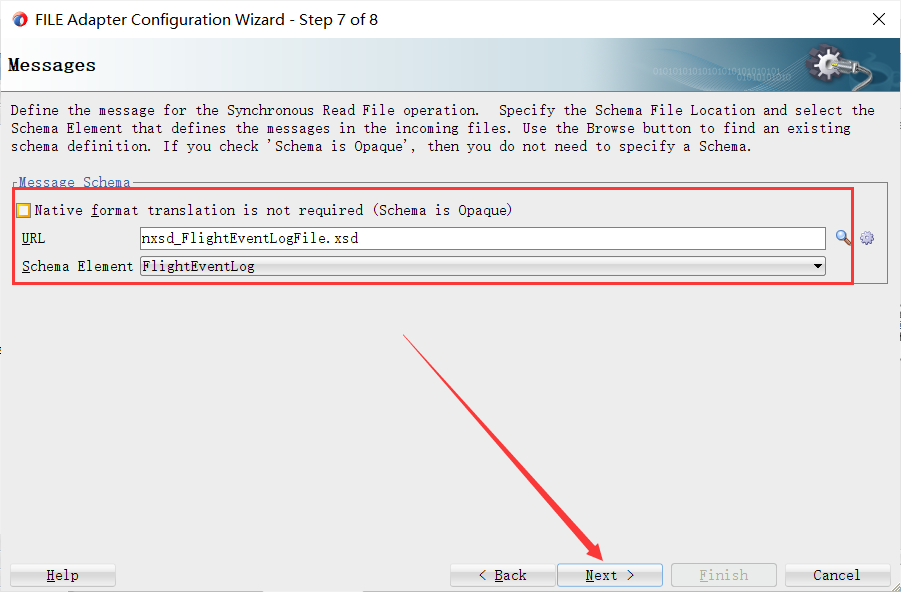 FILE Adapter Configuration Wizard - Step 7 of 8
Messages
Define the message for the Synchronous Read File operation.  Specify the Schema File Location and select the
Schema Element that defines the messages in the incoming files. Use the Browse button to find an existing
schema definition. If you check 'Schema is Opaque', then you do not need to specify a Schema.
Message Schema
Native format translation is not required (Schema is Opaque)
URL nxsd_FlightEventLogFile.xsd
Schema Element FlightEventLog
Help < Back Next > Finish Cancel